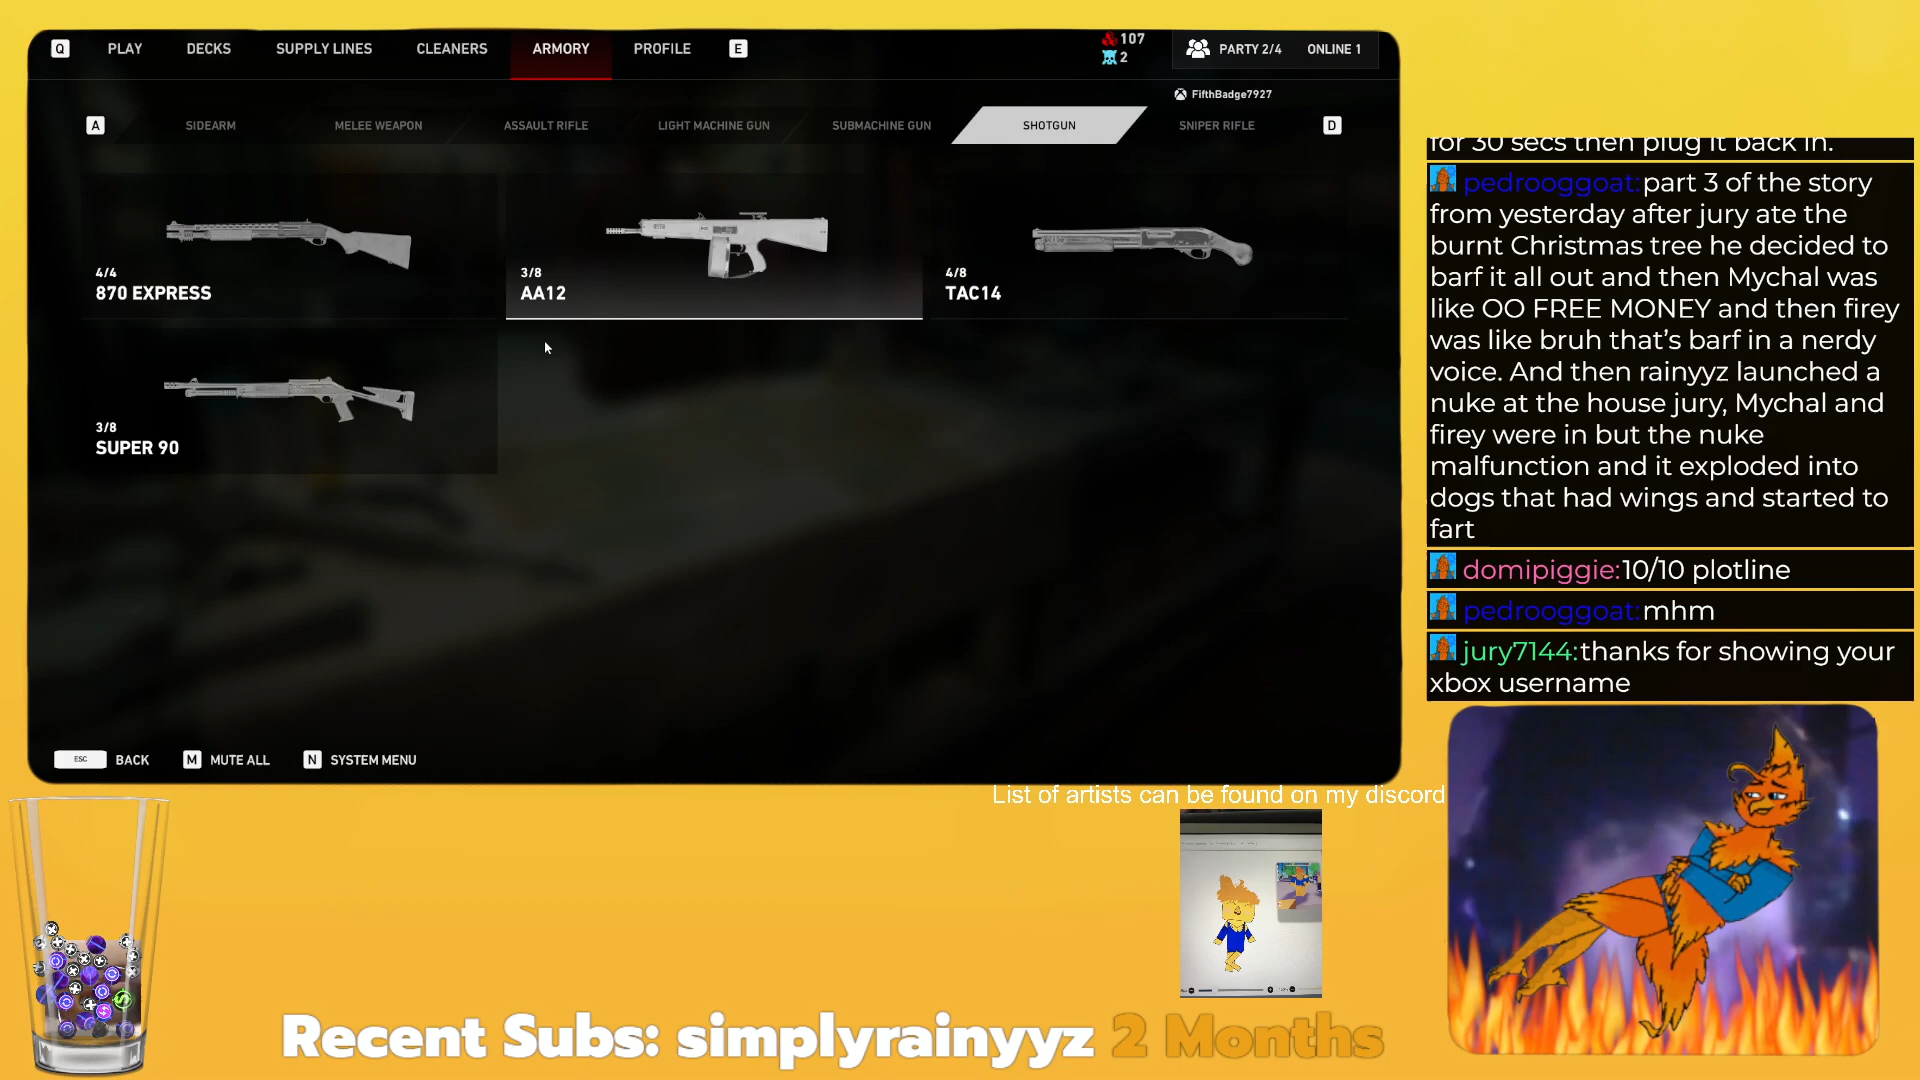 Q PLAY DECKS SUPPLY LINES CLEANERS ARMORY PROFILE E
107
2
PARTY 2/4 ONLINE 1
FifthBadge7927
A SIDEARM MELEE WEAPON ASSAULT RIFLE LIGHT MACHINE GUN SUBMACHINE GUN SHOTGUN SNIPER RIFLE D
4/4
870 EXPRESS
3/8
AA12
4/8
TAC14
3/8
SUPER 90
ESC BACK M MUTE ALL N SYSTEM MENU
for 30 secs then plug it back in.
pedrooggoat: part 3 of the story
from yesterday after jury ate the
burnt Christmas tree he decided to
barf it all out and then Mychal was
like OO FREE MONEY and then firey
was like bruh that's barf in a nerdy
voice. And then rainyyz launched a
nuke at the house jury, Mychal and
firey were in but the nuke
malfunction and it exploded into
dogs that had wings and started to
fart
domipiggie: 10/10 plotline
pedrooggoat: mhm
jury7144: thanks for showing your
xbox username
List of artists can be found on my discord
Recent Subs: simplyrainyyz 2 Months